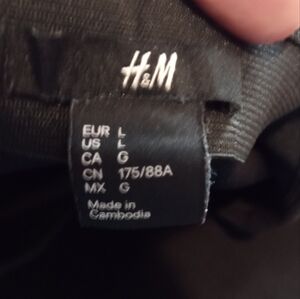 H&M
EUR L
US L
CA G
CN 175/88A
MX G
Made in
Cambodia